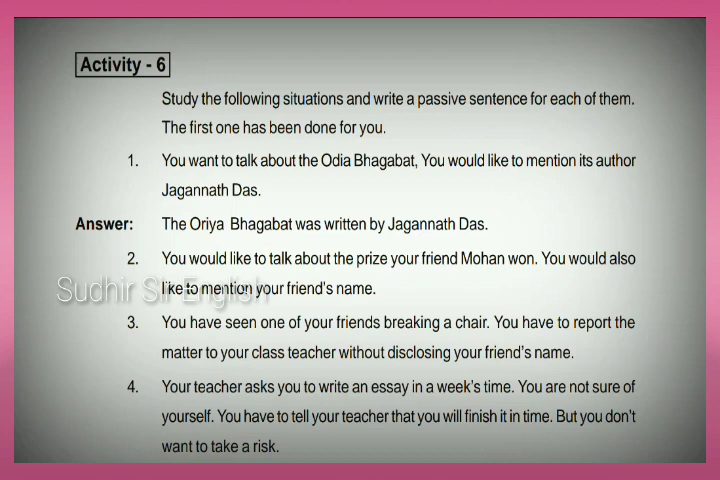 Activity - 6
Study the following situations and write a passive sentence for each of them.
The first one has been done for you.
1. You want to talk about the Odia Bhagabat, You would like to mention its author
Jagannath Das.
Answer: The Oriya Bhagabat was written by Jagannath Das.
2. You would like to talk about the prize your friend Mohan won. You would also
like to mention your friend's name.
Sudhir Sir English
3. You have seen one of your friends breaking a chair. You have to report the
matter to your class teacher without disclosing your friend's name.
4. Your teacher asks you to write an essay in a week's time. You are not sure of
yourself. You have to tell your teacher that you will finish it in time. But you don't
want to take a risk.